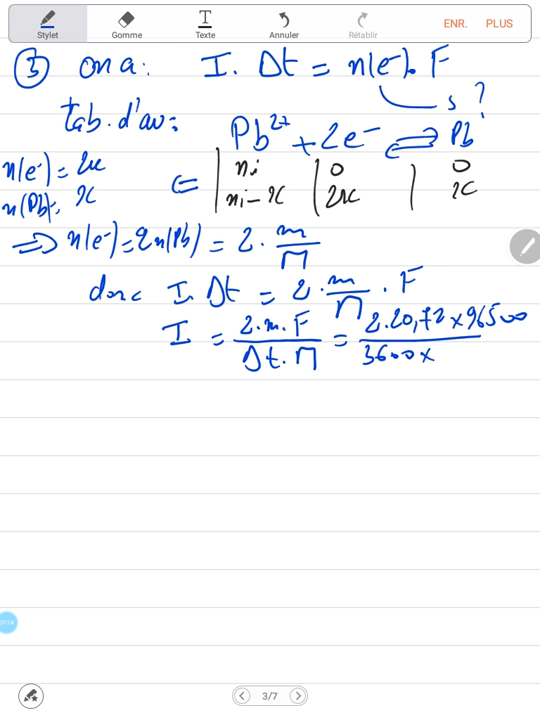 Stylet Gomme Texte Annuler Rétablir ENR. PLUS
③ on a: I. Δt = n(e⁻). F
↳ ?
tab. d'av: Pb²⁺ + 2e⁻ ⇌ Pb
n(e⁻) = 2x ni | 0 | 0
n(Pb) = x ⇐ ni - x | 2x | x
⇒ n(e⁻) = 2n(Pb) = 2. m/M
donc I. Δt = 2. m/M . F
I = 2.m.F/Δt.M = 2.20,72×96500/3600×
3/7